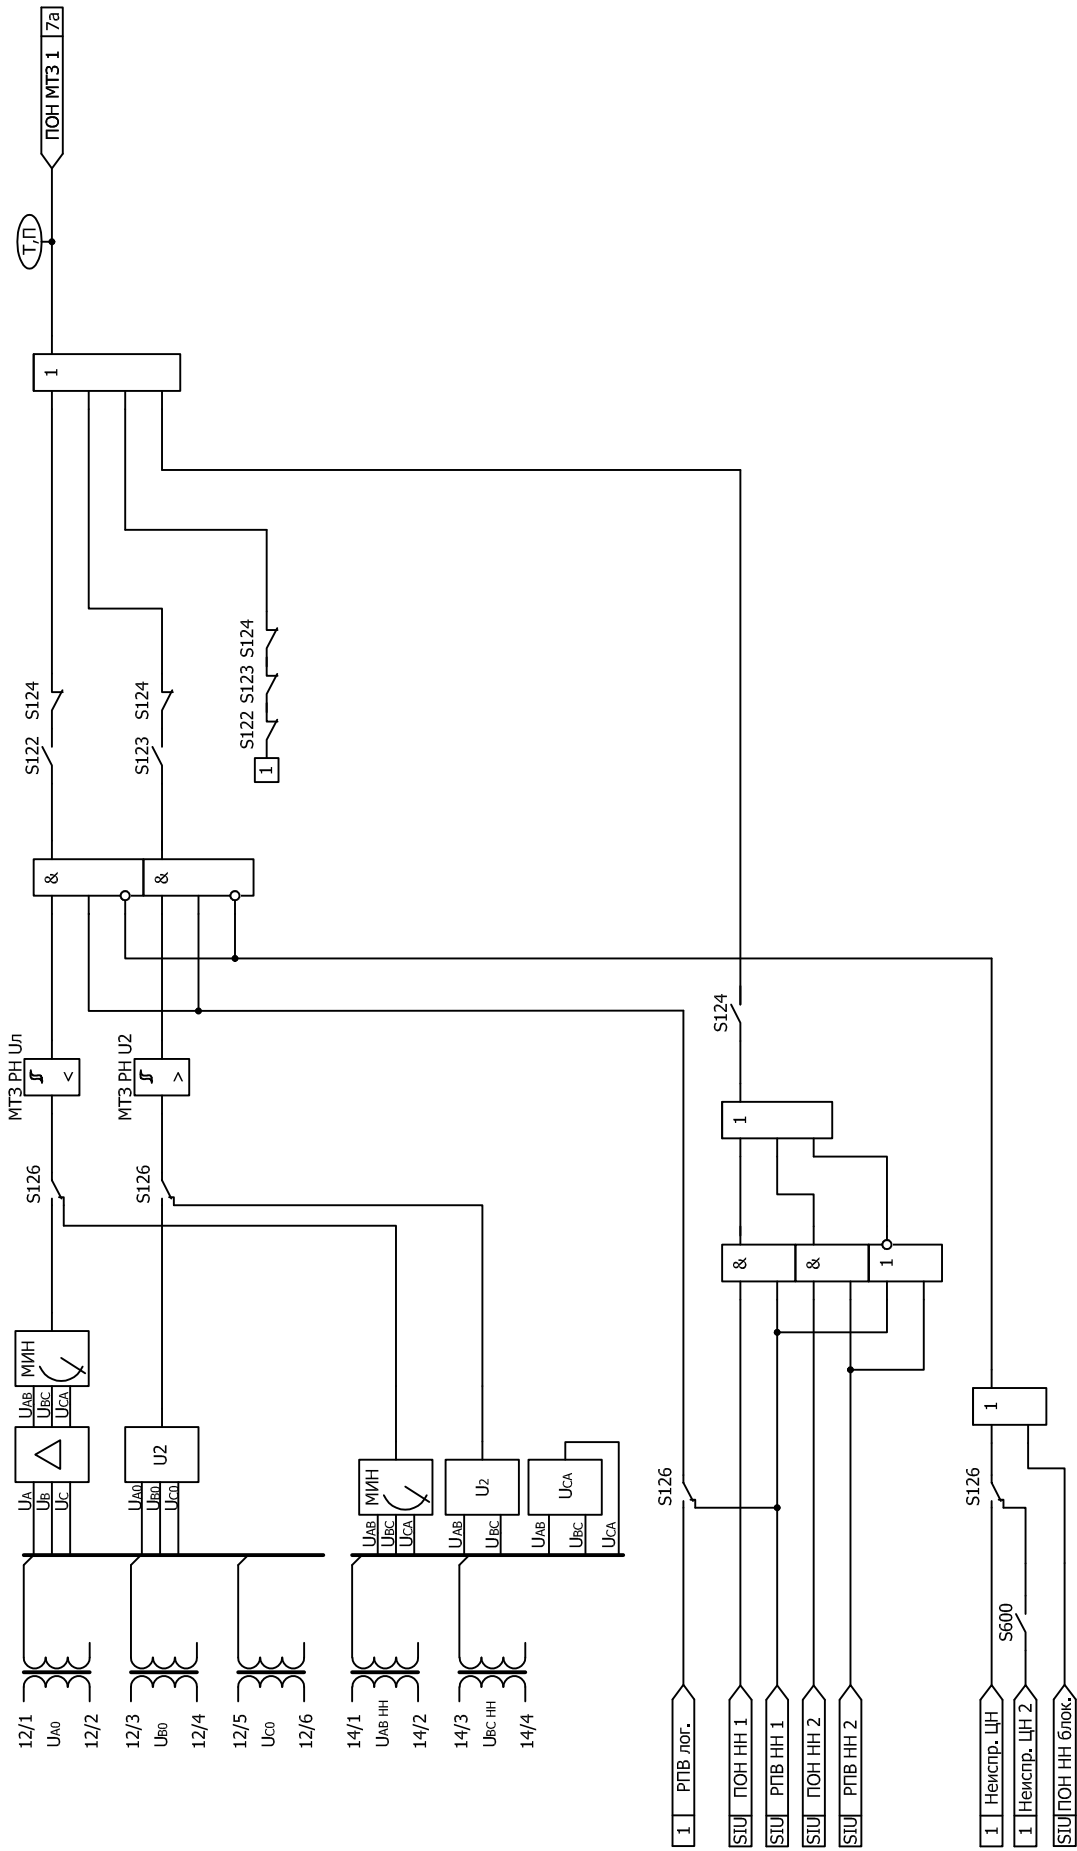 12/1
UA0
12/2
12/3
UB0
12/4
12/5
UC0
12/6
14/1
UAB НН
14/2
14/3
UBC НН
14/4
UA
UB
UC
UAB
UBC
UCA
МИН
UA0
UB0
UC0
U2
UAB
UBC
UCA
МИН
UAB
UBC
U2
UAB
UBC
UCA
UCA
S126
S126
МТЗ РН Uл
<
МТЗ РН U2
>
&
&
S122
S124
S123
S124
1
S122
S123
S124
1
Т,П
ПОН МТЗ 1
7а
1
РПВ лог.
S126
SIU
ПОН НН 1
SIU
РПВ НН 1
SIU
ПОН НН 2
SIU
РПВ НН 2
&
&
1
1
S124
1
Неиспр. ЦН
1
Неиспр. ЦН 2
SIU
ПОН НН блок.
S600
S126
1